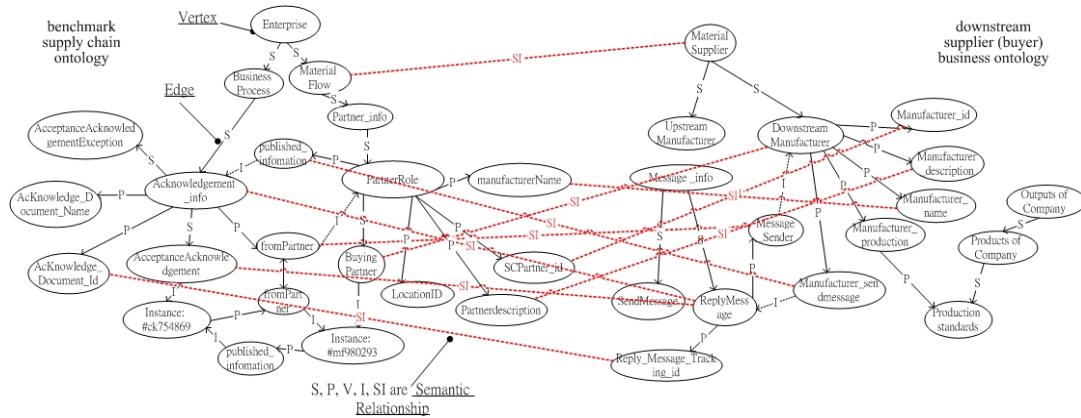 benchmark
supply chain
ontology
Vertex
Enterprise
Material
Supplier
downstream
supplier (buyer)
business ontology
S
S
SI
Business
Process
Material
Flow
Edge
S
S
S
Partner_info
S
Upstream
Manufacturer
Downstream
Manufacturer
P
Manufacturer_id
AcceptanceAcknowled
gementException
published_
infomation
S
P
P
Manufacturer
description
S
I
P
PartnerRole
P
manufacturerName
Message _info
SI
SI
P
Manufacturer_
name
Outputs of
Company
AcKnowledge_D
ocument_Name
P
Acknowledgement
_info
P
S
P
P
I
SI
S
P
S
P
fromPartner
P
P
P
SI
SI
SI
S
S
Message
Sender
P
Manufacturer_
production
Products of
Company
AcKnowledge_
Document_Id
AcceptanceAcknowle
dgement
Buying
Partner
SCPartner_id
P
P
S
I
SI
LocationID
Partnerdescription
SI
SendMessage
ReplyMess
age
I
Manufacturer_sen
dmessage
Instance:
#ck754869
P
fromPart
ner
I
I
SI
Production
standards
I
published_
infomation
P
Instance:
#mf980293
P
Reply_Message_Track
ing_id
S, P, V, I, SI are Semantic
Relationship